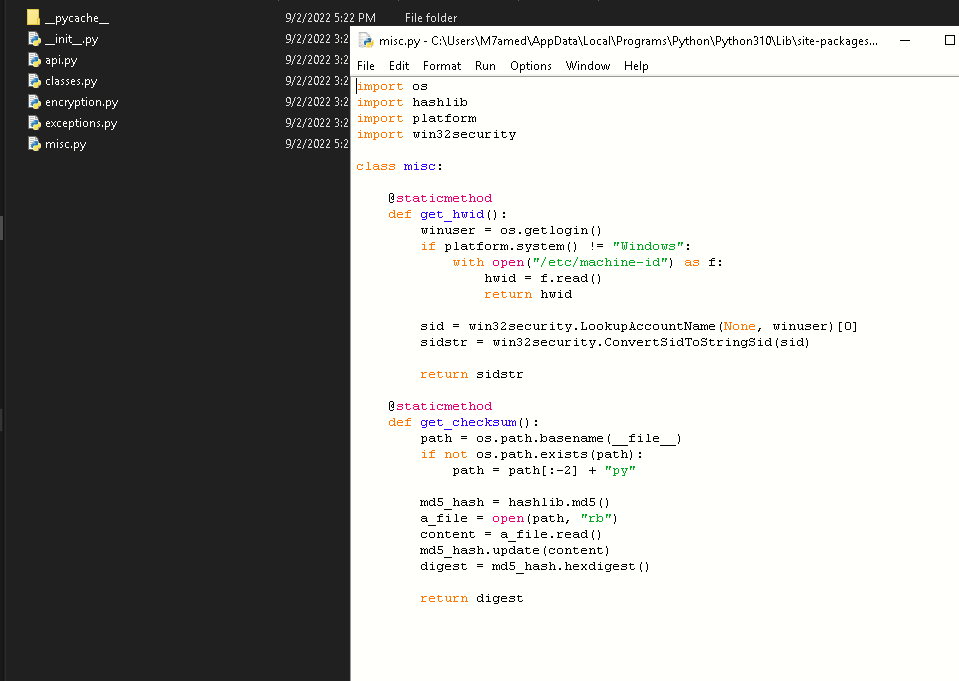 __pycache__ 9/2/2022 5:22 PM File folder
__init__.py 9/2/2022 3:2
api.py 9/2/2022 3:2
classes.py 9/2/2022 3:2
encryption.py 9/2/2022 3:2
exceptions.py 9/2/2022 3:2
misc.py 9/2/2022 5:2
misc.py - C:\Users\M7amed\AppData\Local\Programs\Python\Python310\Lib\site-packages...
File Edit Format Run Options Window Help
import os
import hashlib
import platform
import win32security
class misc:
@staticmethod
def get_hwid():
winuser = os.getlogin()
if platform.system() != "Windows":
with open("/etc/machine-id") as f:
hwid = f.read()
return hwid
sid = win32security.LookupAccountName(None, winuser)[0]
sidstr = win32security.ConvertSidToStringSid(sid)
return sidstr
@staticmethod
def get_checksum():
path = os.path.basename(__file__)
if not os.path.exists(path):
path = path[:-2] + "py"
md5_hash = hashlib.md5()
a_file = open(path, "rb")
content = a_file.read()
md5_hash.update(content)
digest = md5_hash.hexdigest()
return digest